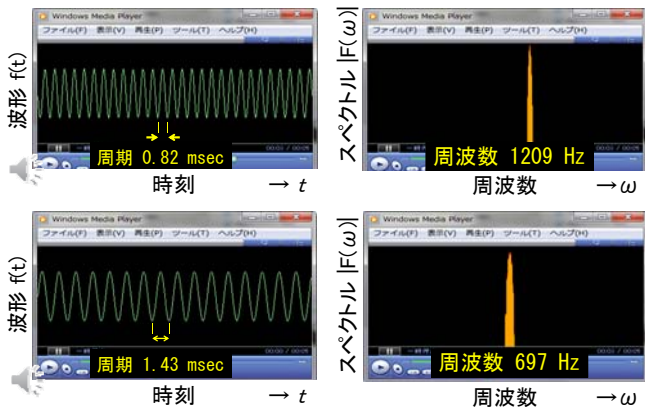 Windows Media Player
ファイル(F) 表示(V) 再生(P) ツール(T) ヘルプ(H)
波形 f(t)
周期 0.82 msec
時刻 → t
Windows Media Player
ファイル(F) 表示(V) 再生(P) ツール(T) ヘルプ(H)
スペクトル |F(ω)|
周波数 1209 Hz
周波数 →ω
Windows Media Player
ファイル(F) 表示(V) 再生(P) ツール(T) ヘルプ(H)
波形 f(t)
周期 1.43 msec
時刻 → t
Windows Media Player
ファイル(F) 表示(V) 再生(P) ツール(T) ヘルプ(H)
スペクトル |F(ω)|
周波数 697 Hz
周波数 →ω